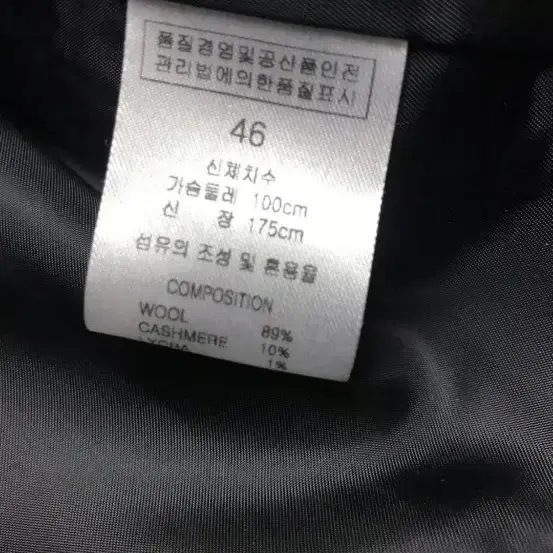 품질경영및공산품안전
관리법에의한품질표시
46
신체치수
가슴둘레 100cm
신 장 175cm
섬유의 조성 및 혼용율
COMPOSITION
WOOL 89%
CASHMERE 10%
LYCRA 1%